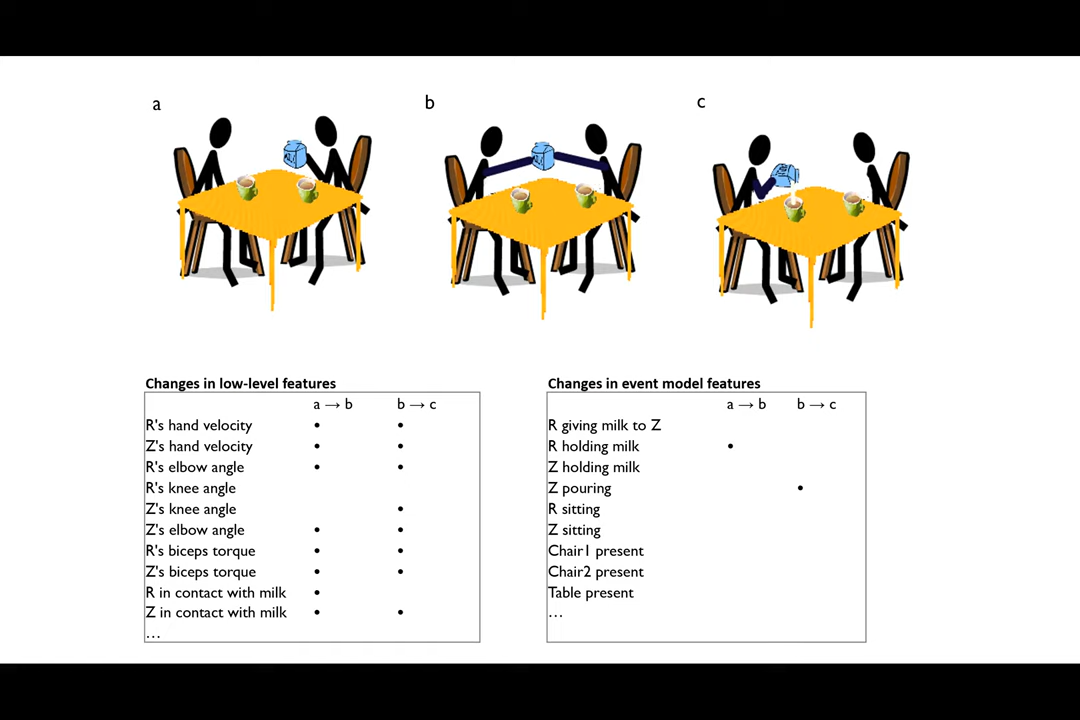 a
b
c
Changes in low-level features
a → b b → c
R's hand velocity • •
Z's hand velocity • •
R's elbow angle • •
R's knee angle
Z's knee angle •
Z's elbow angle • •
R's biceps torque • •
Z's biceps torque • •
R in contact with milk •
Z in contact with milk • •
…
Changes in event model features
a → b b → c
R giving milk to Z
R holding milk •
Z holding milk
Z pouring •
R sitting
Z sitting
Chair1 present
Chair2 present
Table present
…